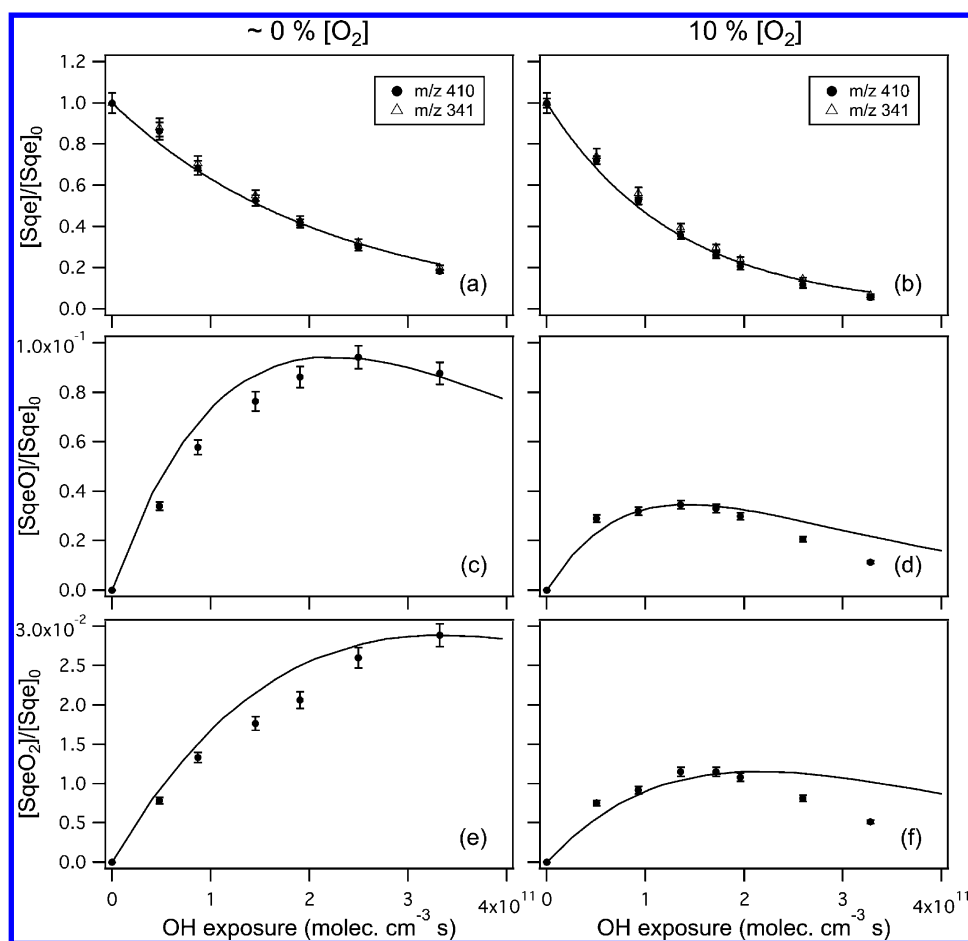 ~ 0 % [O₂]
10 % [O₂]
1.2
1.0
0.8
0.6
0.4
0.2
0.0
[Sqe]/[Sqe]₀
m/z 410
m/z 341
(a)
m/z 410
m/z 341
(b)
1.0x10⁻¹
0.8
0.6
0.4
0.2
0.0
[SqeO]/[Sqe]₀
(c)
(d)
3.0x10⁻²
2.5
2.0
1.5
1.0
0.5
0.0
[SqeO₂]/[Sqe]₀
(e)
(f)
0 1 2 3 4x10¹¹
0 1 2 3 4x10¹¹
OH exposure (molec. cm⁻³ s)
OH exposure (molec. cm⁻³ s)